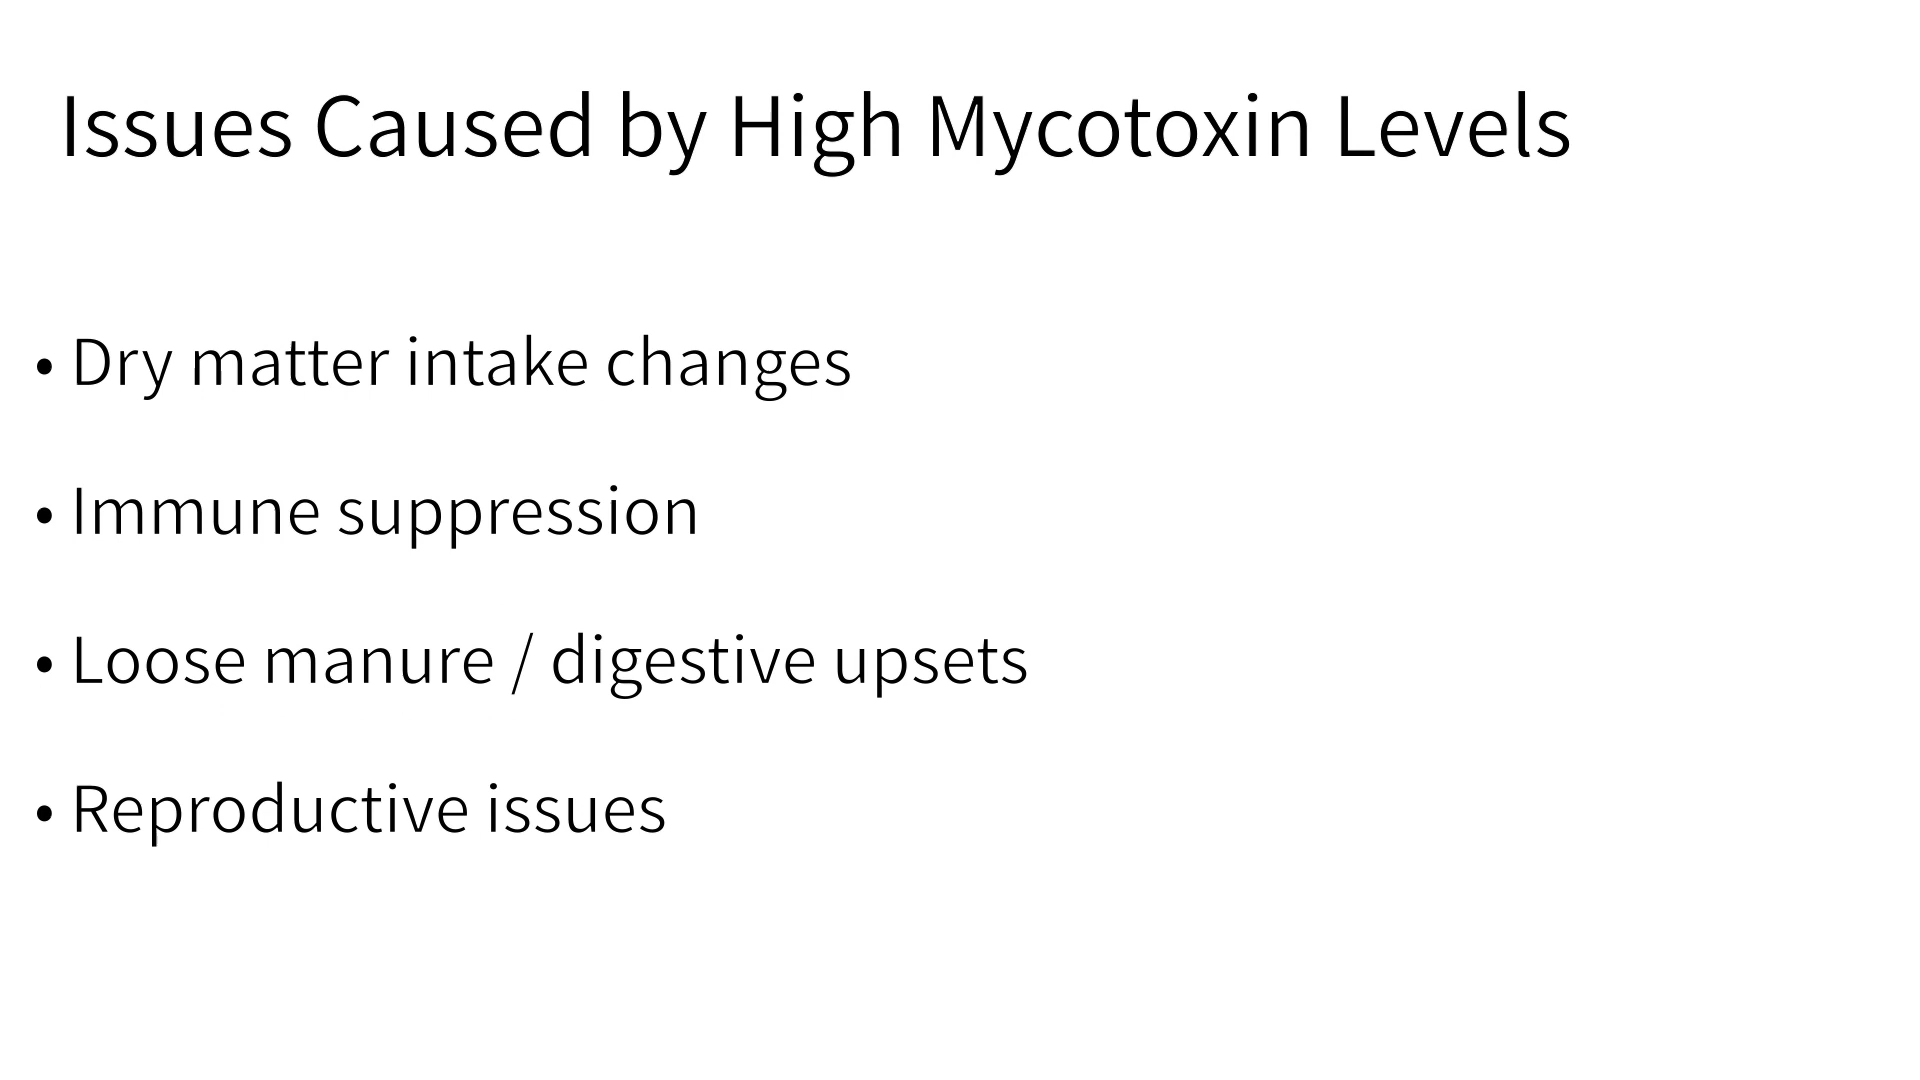 Issues Caused by High Mycotoxin Levels
• Dry matter intake changes
• Immune suppression
• Loose manure / digestive upsets
• Reproductive issues